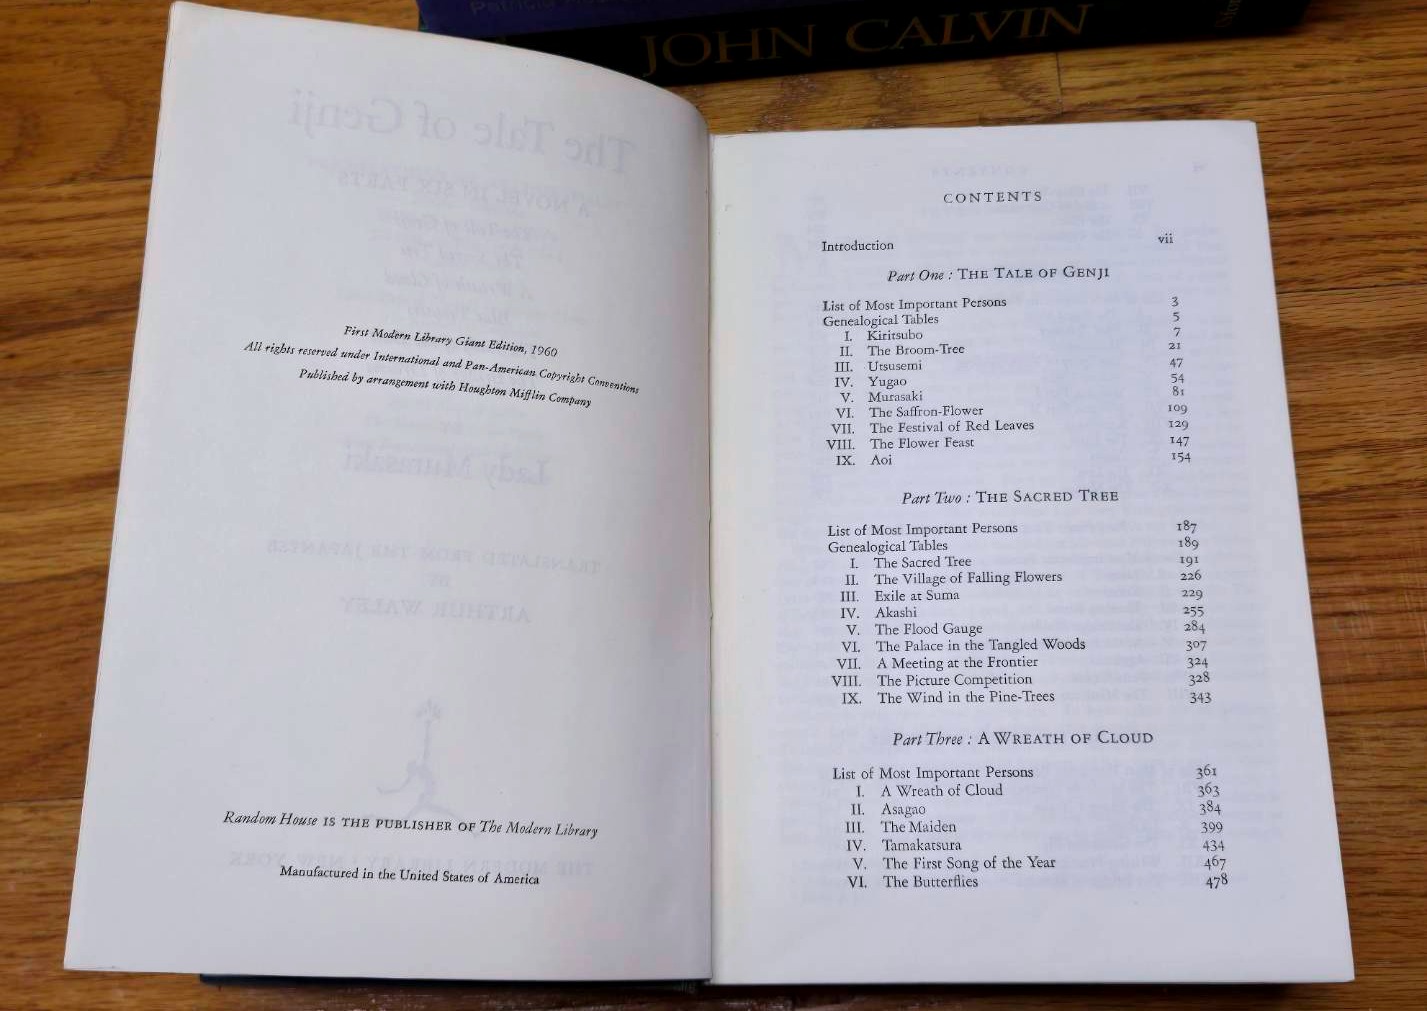 JOHN CALVIN
First Modern Library Giant Edition, 1960
All rights reserved under International and Pan-American Copyright Conventions
Published by arrangement with Houghton Mifflin Company
Random House IS THE PUBLISHER OF The Modern Library
Manufactured in the United States of America
CONTENTS
Introduction vii
Part One : THE TALE OF GENJI
List of Most Important Persons 3
Genealogical Tables 5
I. Kiritsubo 7
II. The Broom-Tree 21
III. Utsusemi 47
IV. Yugao 54
V. Murasaki 81
VI. The Saffron-Flower 109
VII. The Festival of Red Leaves 129
VIII. The Flower Feast 147
IX. Aoi 154
Part Two : THE SACRED TREE
List of Most Important Persons 187
Genealogical Tables 189
I. The Sacred Tree 191
II. The Village of Falling Flowers 226
III. Exile at Suma 229
IV. Akashi 255
V. The Flood Gauge 284
VI. The Palace in the Tangled Woods 307
VII. A Meeting at the Frontier 324
VIII. The Picture Competition 328
IX. The Wind in the Pine-Trees 343
Part Three : A WREATH OF CLOUD
List of Most Important Persons 361
I. A Wreath of Cloud 363
II. Asagao 384
III. The Maiden 399
IV. Tamakatsura 434
V. The First Song of the Year 467
VI. The Butterflies 478